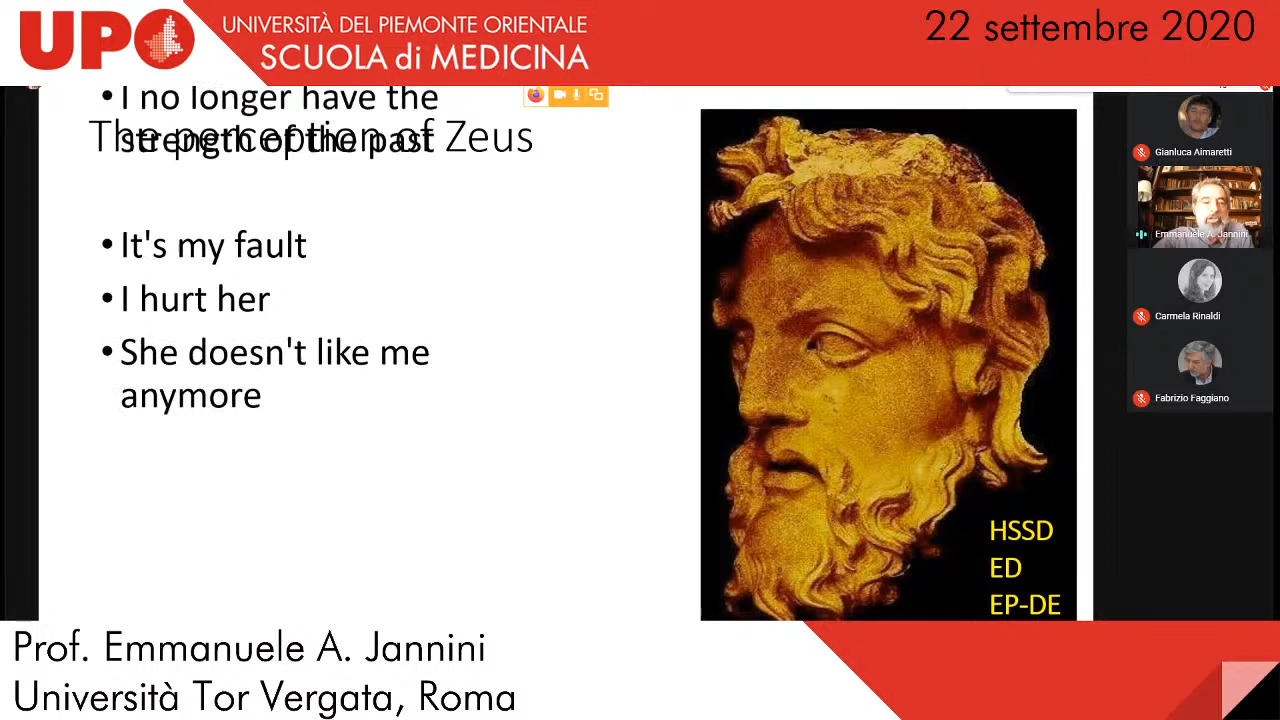 UPO
UNIVERSITÀ DEL PIEMONTE ORIENTALE
SCUOLA di MEDICINA
22 settembre 2020
•I no longer have the
strength of the past
The perception of Zeus
•It's my fault
•I hurt her
•She doesn't like me
anymore
HSSD
ED
EP-DE
Gianluca Aimaretti
Emmanuele A. Jannini
Carmela Rinaldi
Fabrizio Faggiano
Prof. Emmanuele A. Jannini
Università Tor Vergata, Roma